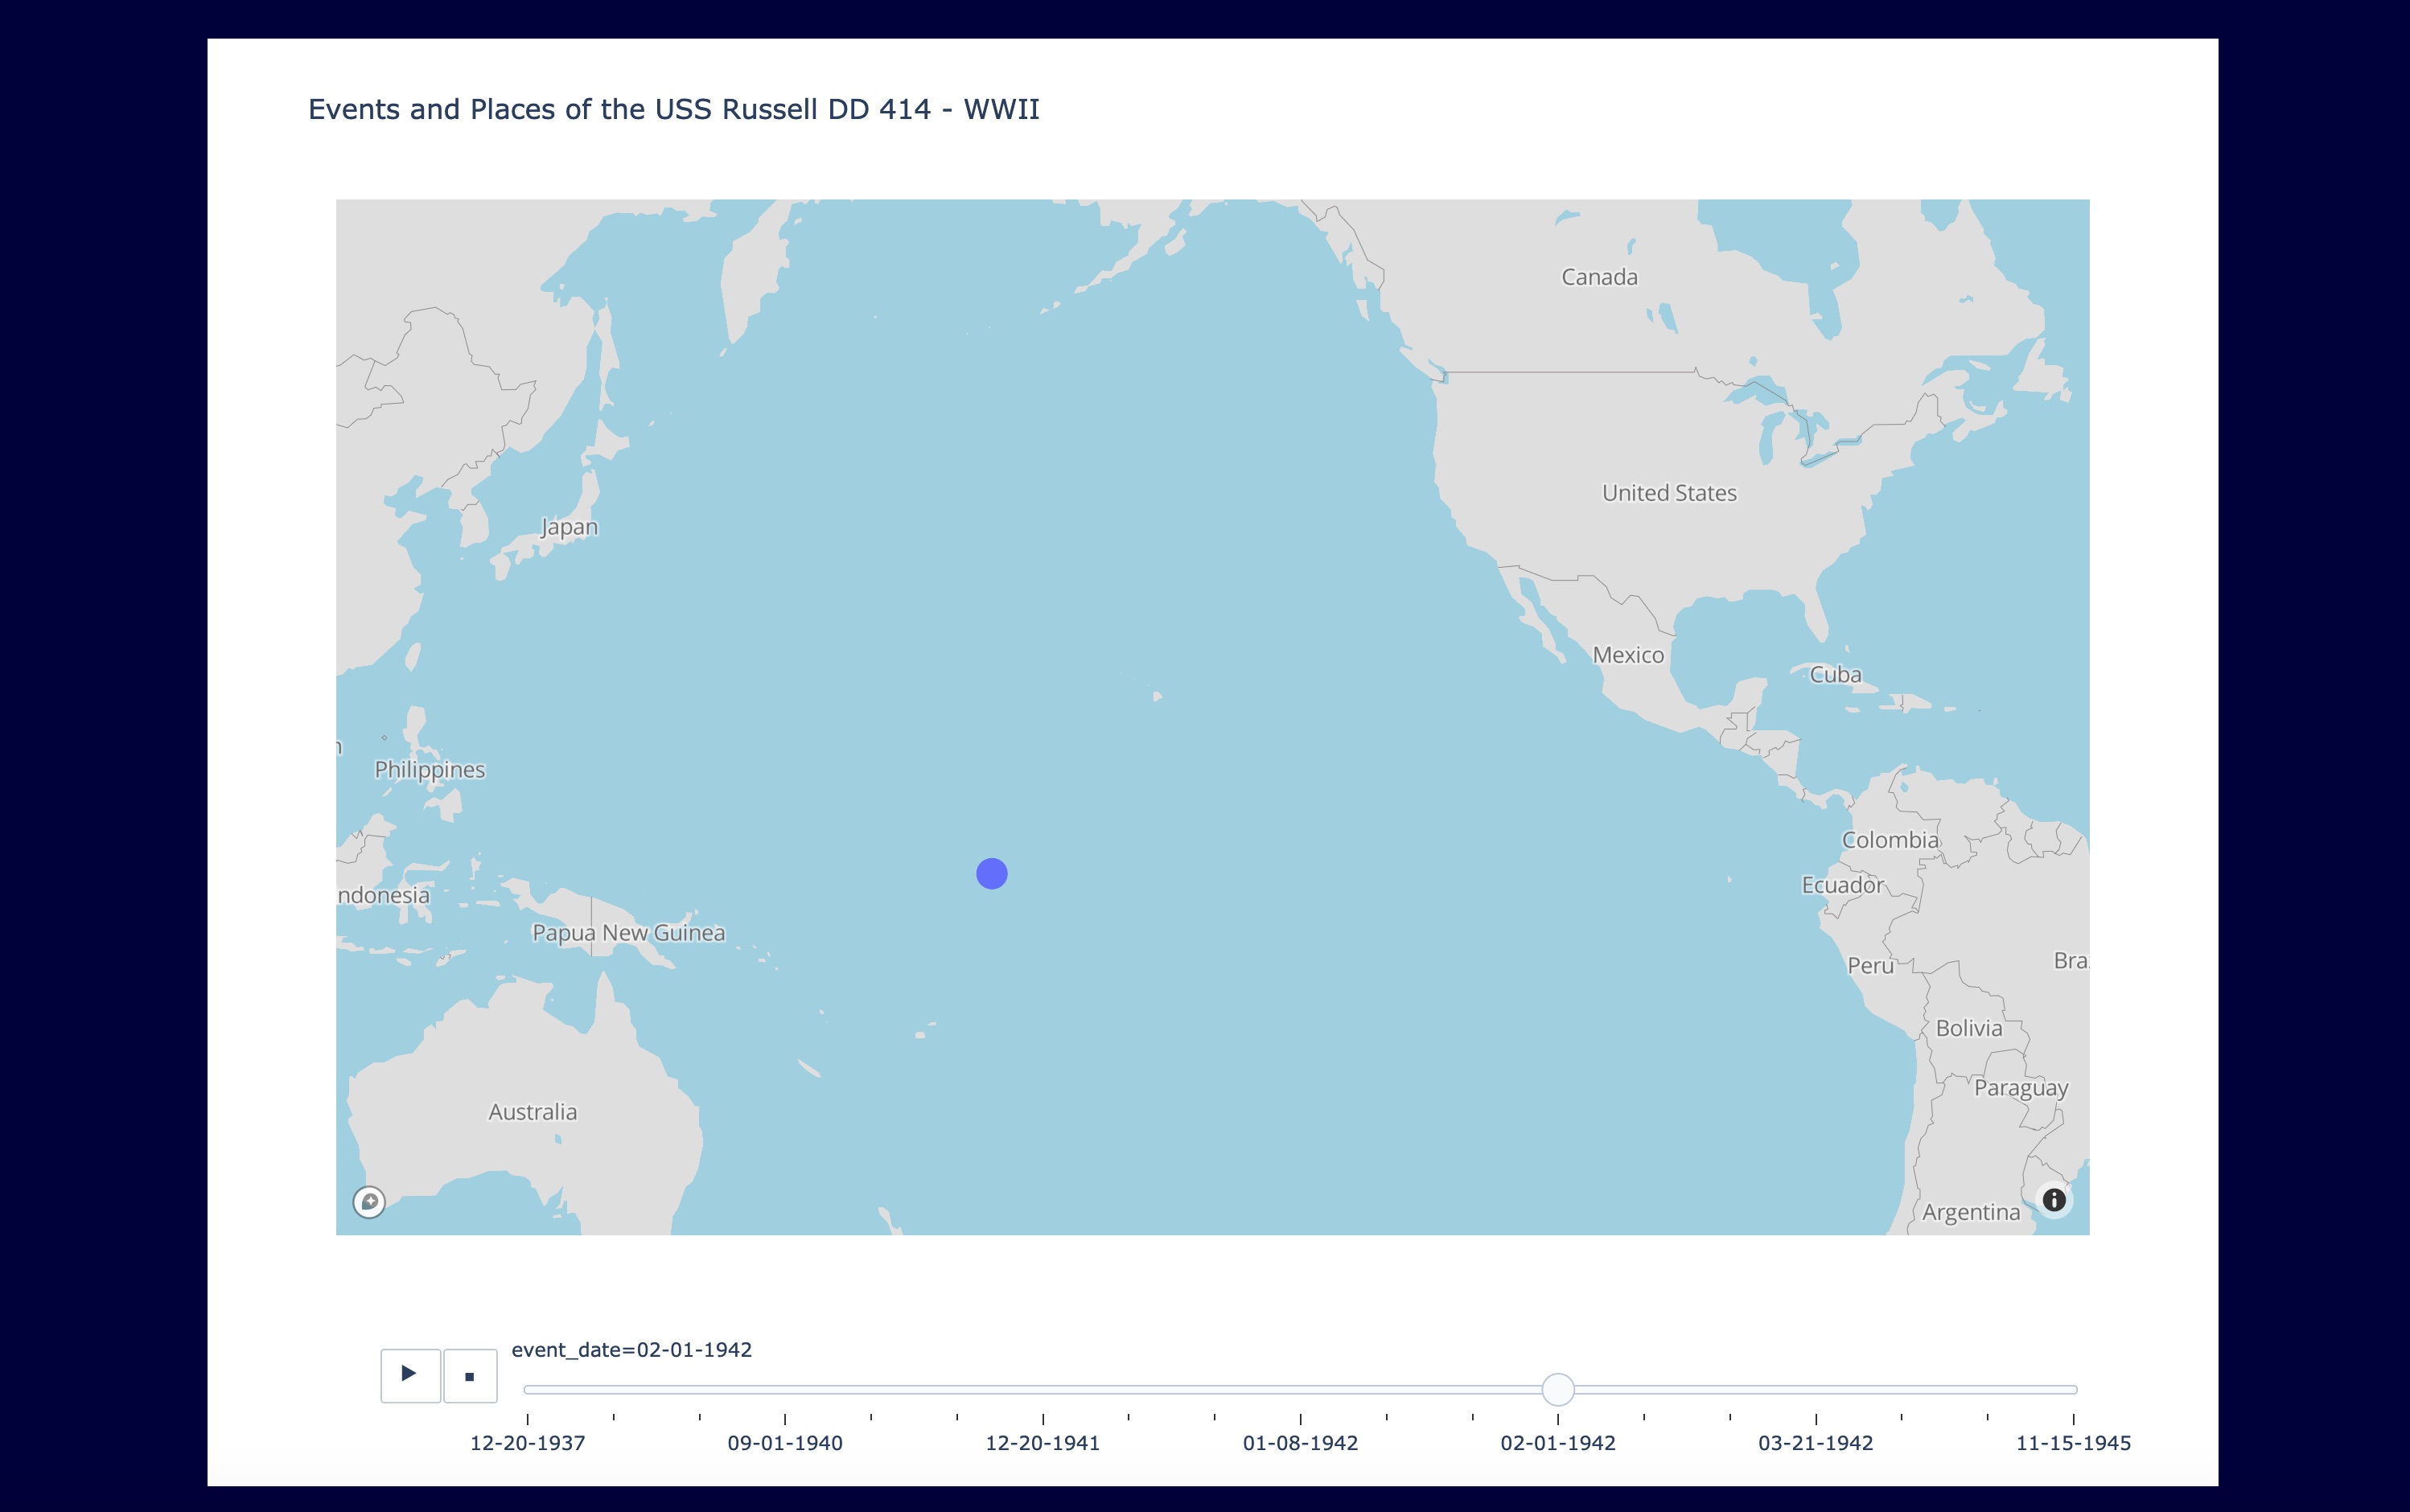 Events and Places of the USS Russell DD 414 - WWII
Canada
United States
Japan
Mexico
Cuba
n
Philippines
Colombia
Ecuador
ndonesia
Papua New Guinea
Bra
Peru
Bolivia
Paraguay
Australia
Argentina
event_date=02-01-1942
12-20-1937 09-01-1940 12-20-1941 01-08-1942 02-01-1942 03-21-1942 11-15-1945